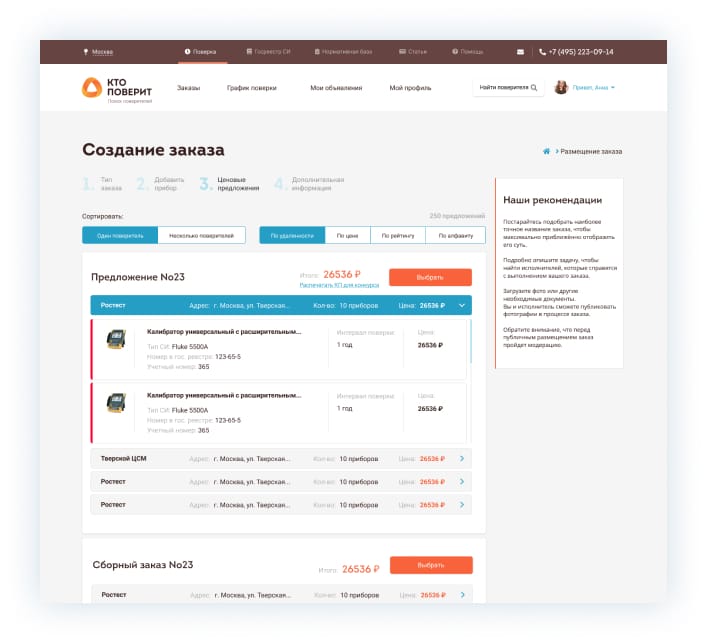 Москва
Поверка
Госреестр СИ
Нормативная база
Статьи
Помощь
+7 (495) 223-09-14
КТО
ПОВЕРИТ
Поиск поверителей
Заказы
График поверки
Мои объявления
Мой профиль
Найти поверителя
Привет, Анна
Создание заказа
Размещение заказа
1. Тип заказа
2. Добавить прибор
3. Ценовые предложения
4. Дополнительная информация
Сортировать:
250 предложений
Один поверитель
Несколько поверителей
По удаленности
По цене
По рейтингу
По алфавиту
Предложение No23
Итого: 26536 ₽
Распечатать КП для конкурса
Выбрать
Ростест Адрес: г. Москва, ул. Тверская... Кол-во: 10 приборов Цена: 26536 ₽
Калибратор универсальный с расширительным...
Тип СИ: Fluke 5500A
Номер в гос. реестре: 123-65-5
Учетный номер: 365
Интервал поверки
1 год
Цена:
26536 ₽
Калибратор универсальный с расширительным...
Тип СИ: Fluke 5500A
Номер в гос. реестре: 123-65-5
Учетный номер: 365
Интервал поверки
1 год
Цена:
26536 ₽
Тверской ЦСМ Адрес: г. Москва, ул. Тверская... Кол-во: 10 приборов Цена: 26536 ₽
Ростест Адрес: г. Москва, ул. Тверская... Кол-во: 10 приборов Цена: 26536 ₽
Ростест Адрес: г. Москва, ул. Тверская... Кол-во: 10 приборов Цена: 26536 ₽
Сборный заказ No23
Итого: 26536 ₽
Выбрать
Ростест Адрес: г. Москва, ул. Тверская... Кол-во: 10 приборов Цена: 26536 ₽
Наши рекомендации
Постарайтесь подобрать наиболее
точное название заказа, чтобы
максимально приближённо отобразить
его суть.
Подробно опишите задачу, чтобы
найти исполнителей, которые справятся
с выполнением вашего заказа.
Загрузите фото или другие
необходимые документы.
Вы и исполнитель сможете публиковать
фотографии в процессе заказа.
Обратите внимание, что перед
публичным размещением заказ
пройдет модерацию.